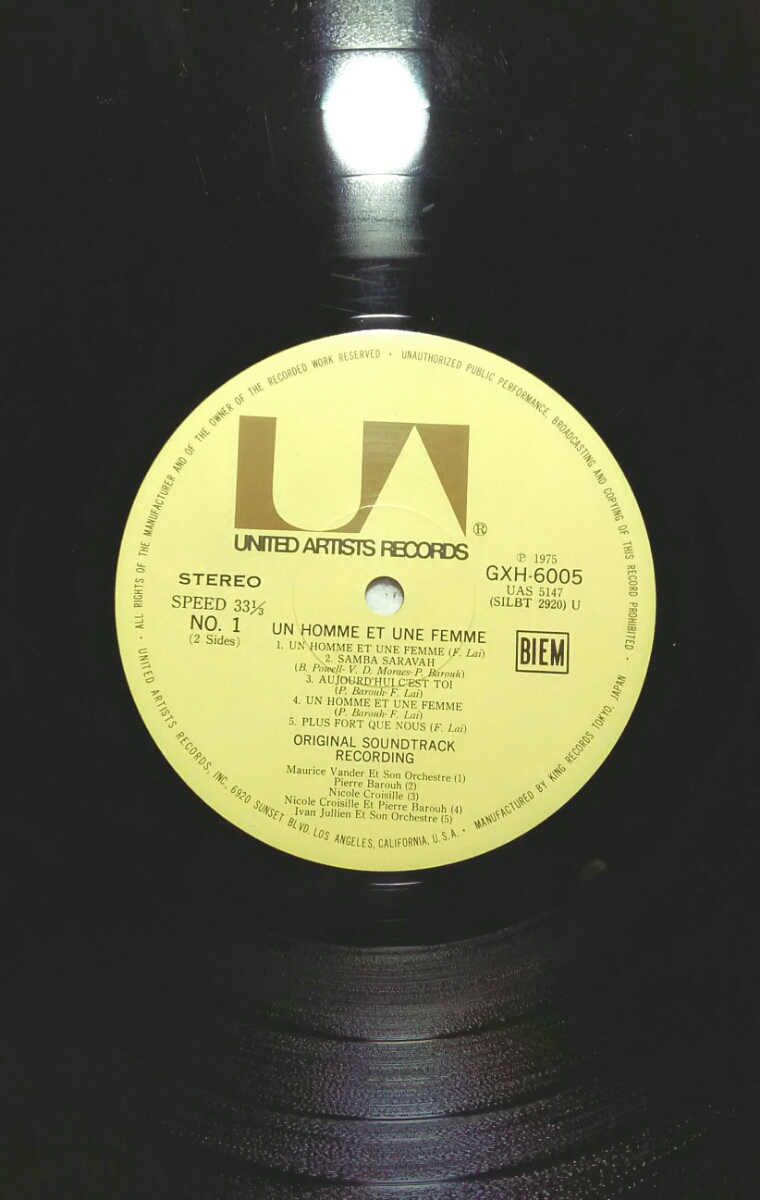 · ALL RIGHTS OF THE MANUFACTURER AND OF THE OWNER OF THE RECORDED WORK RESERVED · UNAUTHORIZED PUBLIC PERFORMANCE, BROADCASTING AND COPYING OF THIS RECORD PROHIBITED ·
UA ®
UNITED ARTISTS RECORDS
STEREO
SPEED 33⅓
NO. 1
(2 Sides)
℗ 1975
GXH-6005
UAS 5147
(SILBT 2920) U
BIEM
UN HOMME ET UNE FEMME
1. UN HOMME ET UNE FEMME (F. Lai)
2. SAMBA SARAVAH
(B. Powell- V. D. Moraes- P. Barouh)
3. AUJOURD'HUI C'EST TOI
(P. Barouh- F. Lai)
4. UN HOMME ET UNE FEMME
(P. Barouh- F. Lai)
5. PLUS FORT QUE NOUS (F. Lai)
ORIGINAL SOUNDTRACK
RECORDING
Maurice Vander Et Son Orchestre (1)
Pierre Barouh (2)
Nicole Croisille (3)
Nicole Croisille Et Pierre Barouh (4)
Ivan Jullien Et Son Orchestre (5)
UNITED ARTISTS RECORDS, INC. 6920 SUNSET BLVD. LOS ANGELES, CALIFORNIA, U. S. A. · MANUFACTURED BY KING RECORDS TOKYO, JAPAN